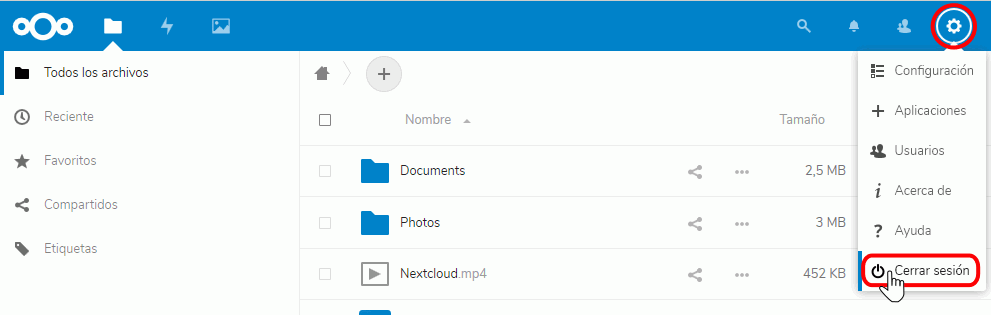 Todos los archivos
Reciente
Favoritos
Compartidos
Etiquetas
Nombre Tamaño
Documents 2,5 MB
Photos 3 MB
Nextcloud.mp4 452 KB
Configuración
Aplicaciones
Usuarios
Acerca de
Ayuda
Cerrar sesión